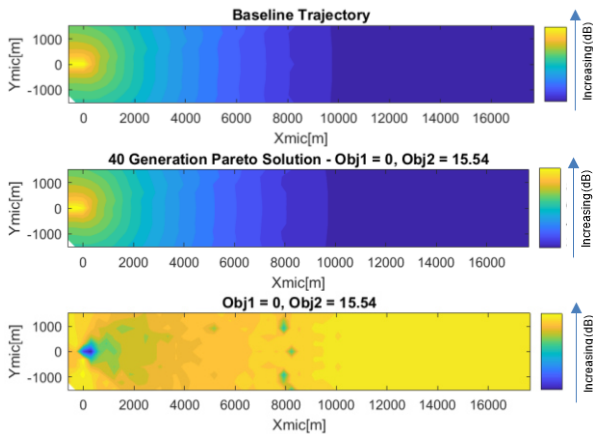 Baseline Trajectory
1000
0
-1000
Ymic[m]
0 2000 4000 6000 8000 10000 12000 14000 16000
Xmic[m]
Increasing(dB)
40 Generation Pareto Solution - Obj1 = 0, Obj2 = 15.54
1000
0
-1000
Ymic[m]
0 2000 4000 6000 8000 10000 12000 14000 16000
Xmic[m]
Increasing(dB)
Obj1 = 0, Obj2 = 15.54
1000
0
-1000
Ymic[m]
0 2000 4000 6000 8000 10000 12000 14000 16000
Xmic[m]
Increasing(dB)